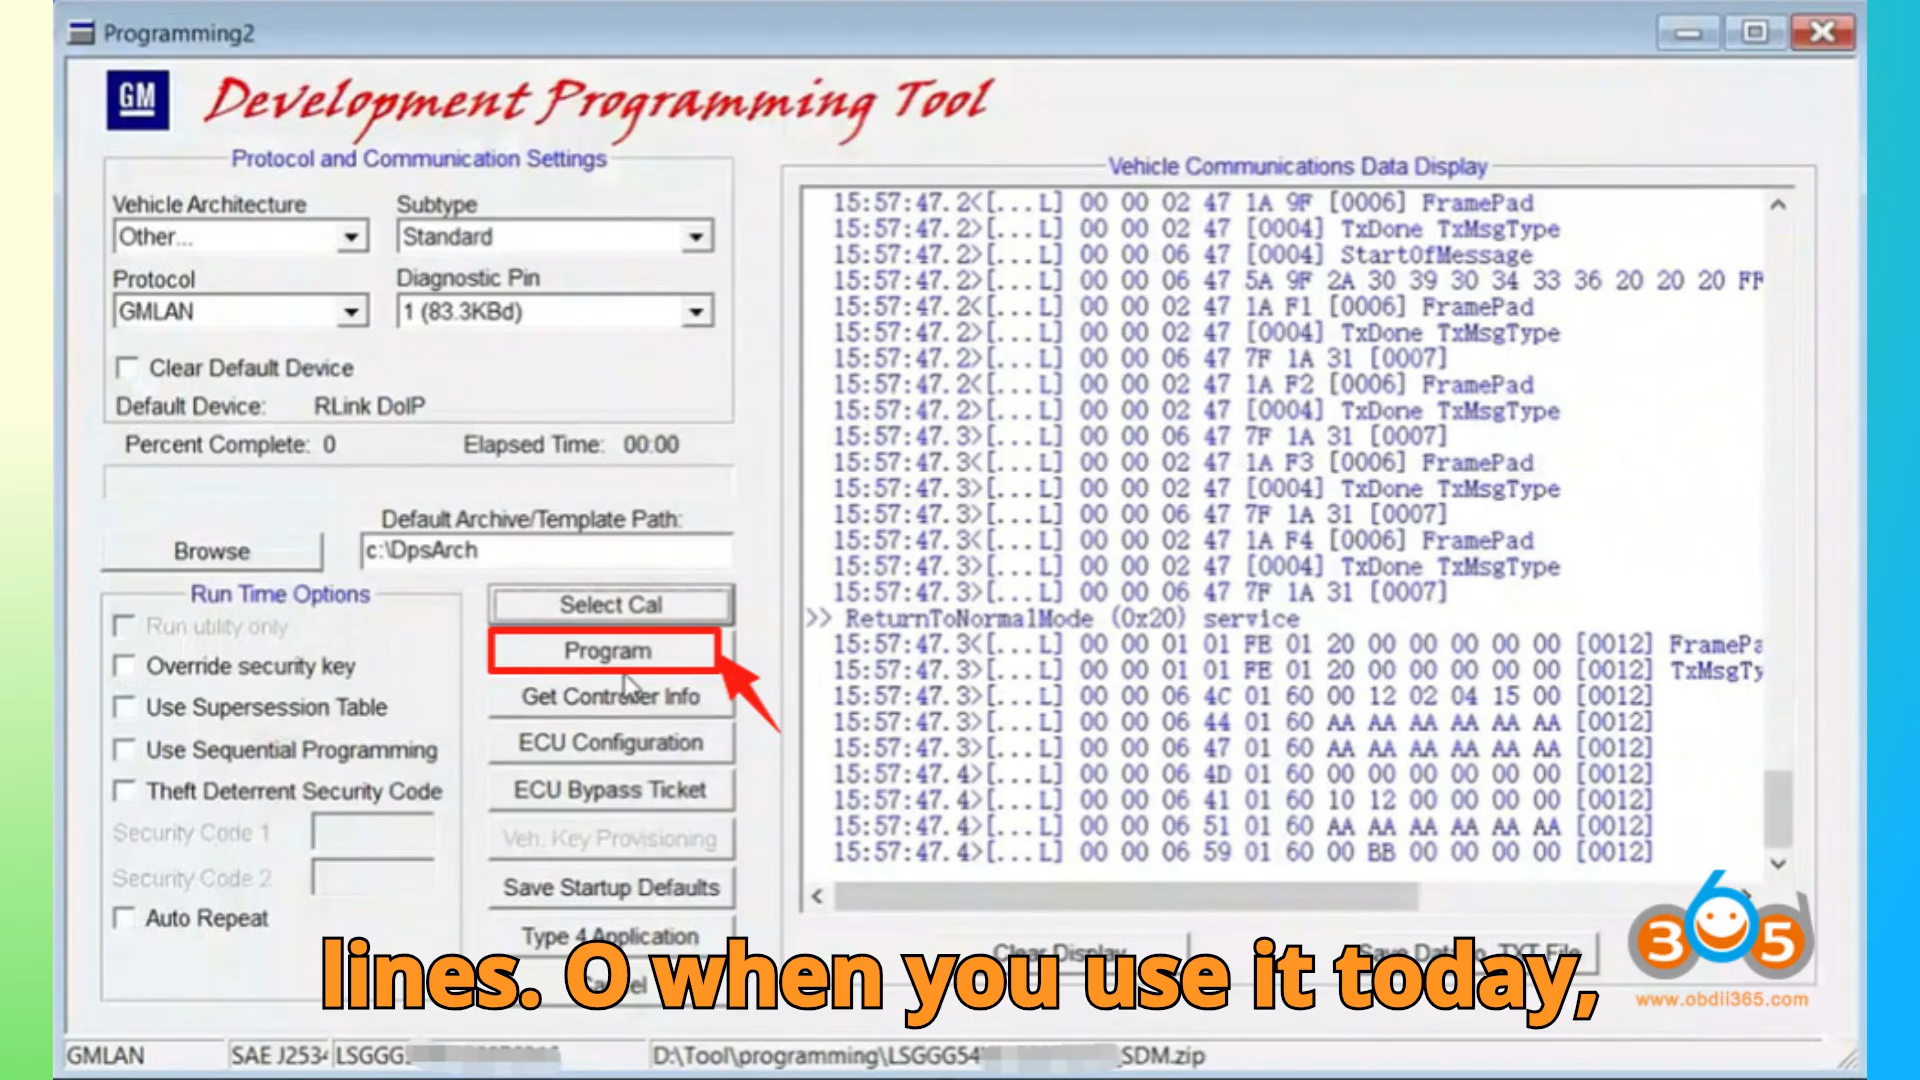 Programming2
GM
Development Programming Tool
Protocol and Communication Settings
Vehicle Architecture
Subtype
Other...
Standard
Protocol
Diagnostic Pin
GMLAN
1 (83.3KBd)
Clear Default Device
Default Device: RLink DoIP
Percent Complete: 0
Elapsed Time: 00:00
Default Archive/Template Path:
Browse
c:\DpsArch
Run Time Options
Run utility only
Override security key
Use Supersession Table
Use Sequential Programming
Theft Deterrent Security Code
Security Code 1
Security Code 2
Auto Repeat
Select Cal
Program
Get Controller Info
ECU Configuration
ECU Bypass Ticket
Veh. Key Provisioning
Save Startup Defaults
Type 4 Application
Vehicle Communications Data Display
15:57:47.2<[...L] 00 00 02 47 1A 9F [0006] FramePad
15:57:47.2>[...L] 00 00 02 47 [0004] TxDone TxMsgType
15:57:47.2>[...L] 00 00 06 47 [0004] StartOfMessage
15:57:47.2>[...L] 00 00 06 47 5A 9F 2A 30 39 30 34 33 36 20 20 20 FF
15:57:47.2<[...L] 00 00 02 47 1A F1 [0006] FramePad
15:57:47.2>[...L] 00 00 02 47 [0004] TxDone TxMsgType
15:57:47.2>[...L] 00 00 06 47 7F 1A 31 [0007]
15:57:47.2<[...L] 00 00 02 47 1A F2 [0006] FramePad
15:57:47.2>[...L] 00 00 02 47 [0004] TxDone TxMsgType
15:57:47.3>[...L] 00 00 06 47 7F 1A 31 [0007]
15:57:47.3<[...L] 00 00 02 47 1A F3 [0006] FramePad
15:57:47.3>[...L] 00 00 02 47 [0004] TxDone TxMsgType
15:57:47.3>[...L] 00 00 06 47 7F 1A 31 [0007]
15:57:47.3<[...L] 00 00 02 47 1A F4 [0006] FramePad
15:57:47.3>[...L] 00 00 02 47 [0004] TxDone TxMsgType
15:57:47.3>[...L] 00 00 06 47 7F 1A 31 [0007]
>> ReturnToNormalMode (0x20) service
15:57:47.3<[...L] 00 00 01 01 FE 01 20 00 00 00 00 00 [0012] FramePa
15:57:47.3>[...L] 00 00 01 01 FE 01 20 00 00 00 00 00 [0012] TxMsgTy
15:57:47.3>[...L] 00 00 06 4C 01 60 00 12 02 04 15 00 [0012]
15:57:47.3>[...L] 00 00 06 44 01 60 AA AA AA AA AA AA [0012]
15:57:47.3>[...L] 00 00 06 47 01 60 AA AA AA AA AA AA [0012]
15:57:47.4>[...L] 00 00 06 4D 01 60 00 00 00 00 00 00 [0012]
15:57:47.4>[...L] 00 00 06 41 01 60 10 12 00 00 00 00 [0012]
15:57:47.4>[...L] 00 00 06 51 01 60 AA AA AA AA AA AA [0012]
15:57:47.4>[...L] 00 00 06 59 01 60 00 BB 00 00 00 00 [0012]
Clear Display
Save Data
TXT File
lines. O when you use it today,
365
www.obdii365.com
GMLAN
SAE J2534
LSGGG
D:\Tool\programming\LSGGG54
_SDM.zip